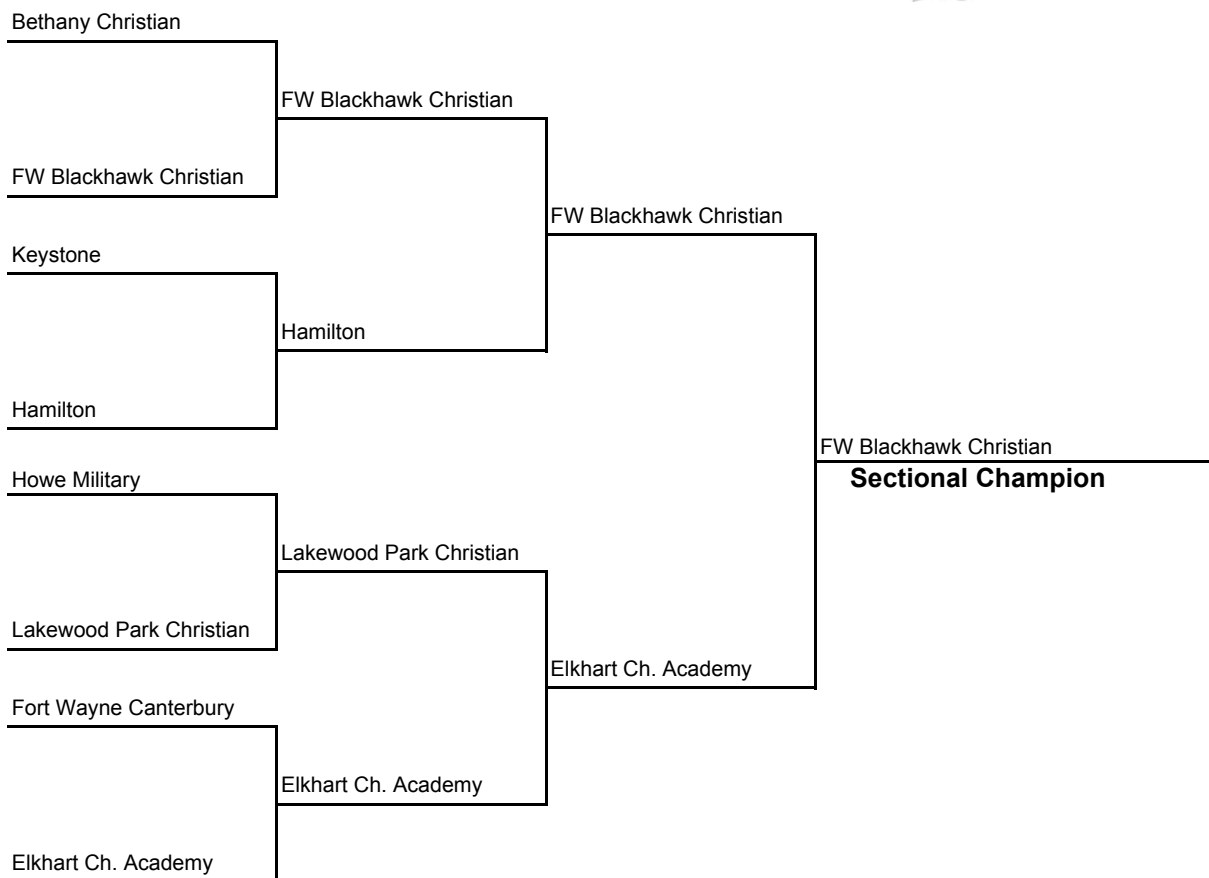 Bethany Christian
FW Blackhawk Christian
FW Blackhawk Christian
FW Blackhawk Christian
Keystone
Hamilton
Hamilton
FW Blackhawk Christian
Howe Military
Sectional Champion
Lakewood Park Christian
Lakewood Park Christian
Elkhart Ch. Academy
Fort Wayne Canterbury
Elkhart Ch. Academy
Elkhart Ch. Academy